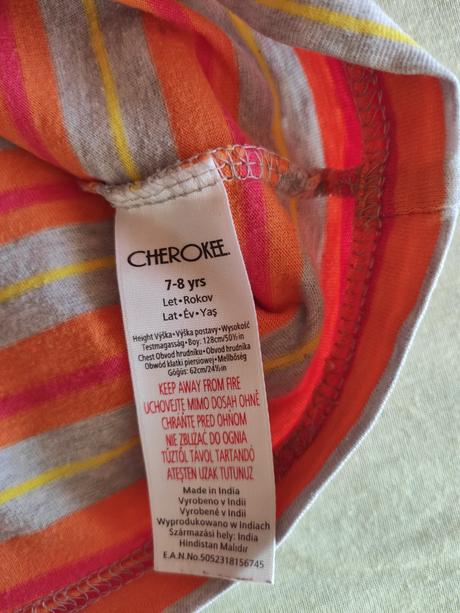 CHEROKEE.
7-8 yrs
Let•Rokov
Lat•Év•Yaş
Height Výška•Výška postavy•Wysokość
Testmagasság•Boy: 128cm/50½in
Chest Obvod hrudníku•Obvod hrudníka
Obwód klatki piersiowej•Mellbőség
Göğüs: 62cm/24½in
KEEP AWAY FROM FIRE
UCHOVEJTE MIMO DOSAH OHNĚ
CHRÁŇTE PRED OHŇOM
NIE ZBLIŻAĆ DO OGNIA
TŰZTŐL TÁVOL TARTANDÓ
ATEŞTEN UZAK TUTUNUZ
Made in India
Vyrobeno v Indii
Vyrobené v Indii
Wyprodukowano w Indiach
Származási hely: India
Hindistan Malıdır
E.A.N No.5052318156745